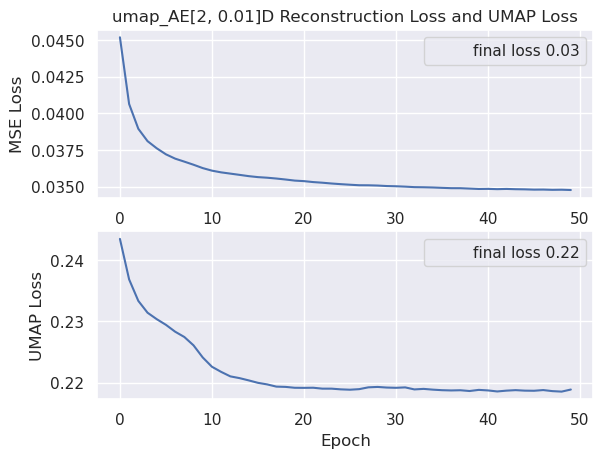 umap_AE[2, 0.01]D Reconstruction Loss and UMAP Loss
final loss 0.03
MSE Loss
0.0450
0.0425
0.0400
0.0375
0.0350
0 10 20 30 40 50
final loss 0.22
UMAP Loss
0.24
0.23
0.22
0 10 20 30 40 50
Epoch